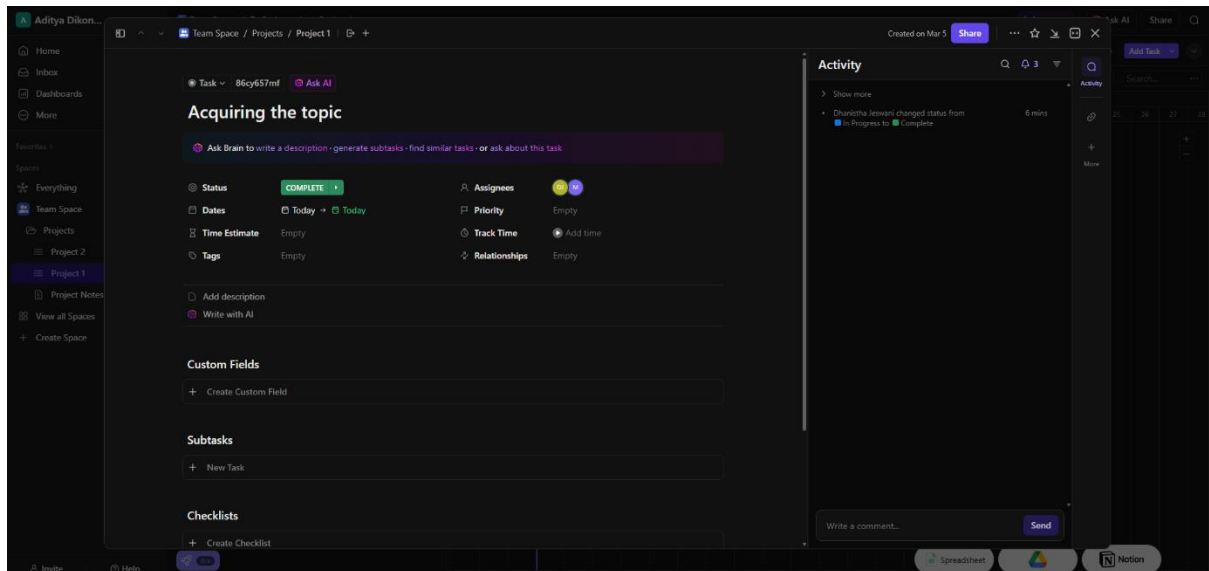 A Aditya Dikon...
Ask AI
Share
Team Space / Projects / Project 1
Created on Mar 5
Share
Home
Inbox
Dashboards
More
Favorites
Spaces
Everything
Team Space
Projects
Project 2
Project 1
Project Notes
View all Spaces
+ Create Space
Invite
Help
Task
86cy657mf
Ask AI
Acquiring the topic
Ask Brain to write a description · generate subtasks · find similar tasks · or ask about this task
Status
COMPLETE
Assignees
DJ M
Dates
Today → Today
Priority
Empty
Time Estimate
Empty
Track Time
Add time
Tags
Empty
Relationships
Empty
Add description
Write with AI
Custom Fields
+ Create Custom Field
Subtasks
+ New Task
Checklists
+ Create Checklist
Activity
3
Show more
Dhanistha Jeswani changed status from
6 mins
In Progress to Complete
Write a comment...
Send
Activity
More
Add Task
Search...
25 26 27 28
Spreadsheet
Notion